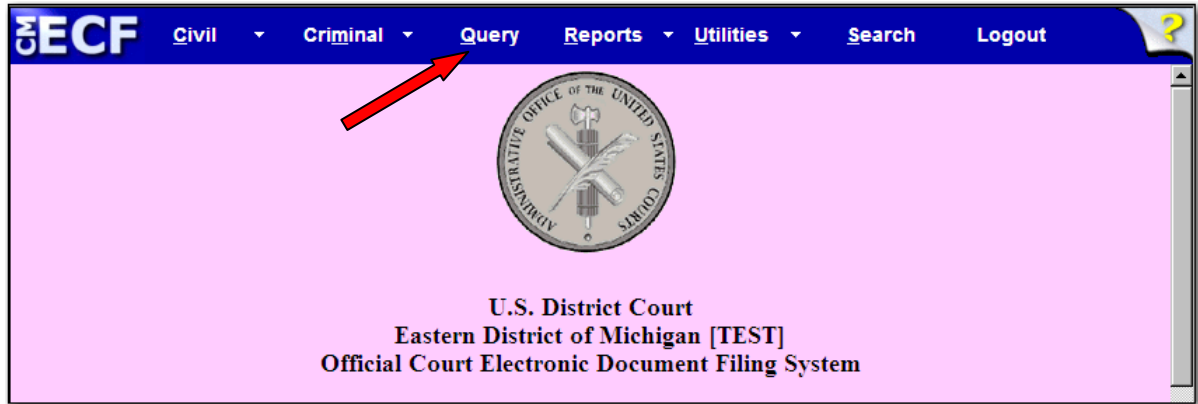 CM ECF Civil Criminal Query Reports Utilities Search Logout ?
ADMINISTRATIVE OFFICE OF THE UNITED STATES COURTS
U.S. District Court
Eastern District of Michigan [TEST]
Official Court Electronic Document Filing System